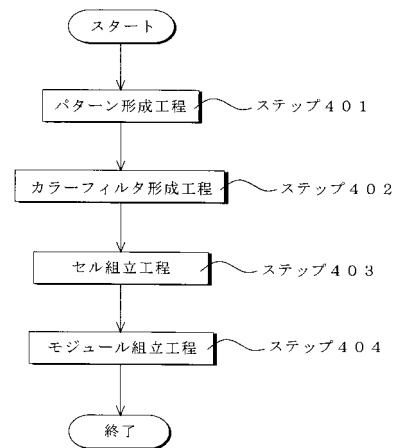 スタート
パターン形成工程 ステップ401
カラーフィルタ形成工程 ステップ402
セル組立工程 ステップ403
モジュール組立工程 ステップ404
終了